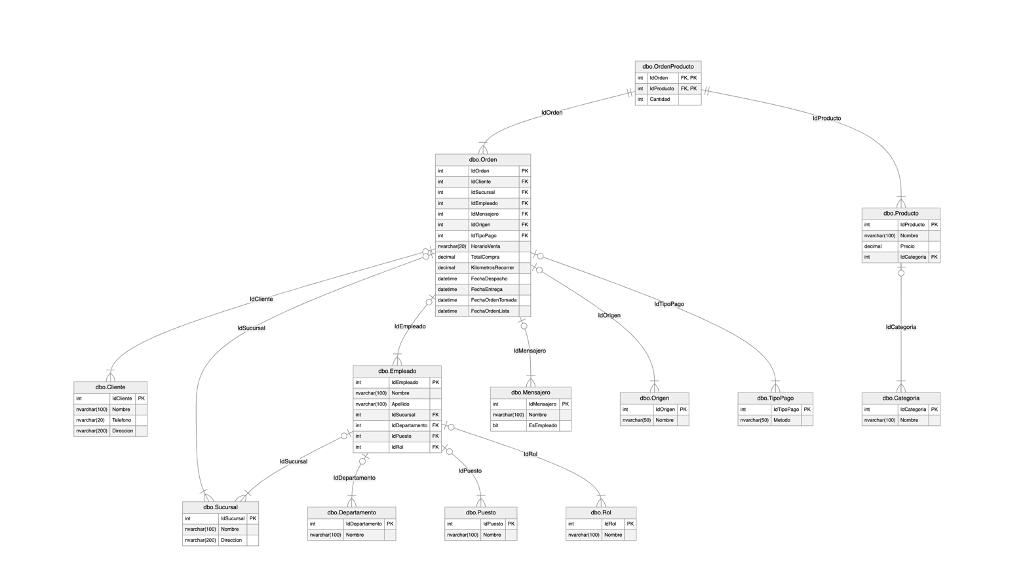 dbo.OrdenProducto
int IdOrden FK, PK
int IdProducto FK, PK
int Cantidad
IdOrden
IdProducto
dbo.Orden
int IdOrden PK
int IdCliente FK
int IdSucursal FK
int IdEmpleado FK
int IdMensajero FK
int IdOrigen FK
int IdTipoPago FK
nvarchar(20) HorarioVenta
decimal TotalCompra
decimal KilometrosRecorrer
datetime FechaDespacho
datetime FechaEntrega
datetime FechaOrdenTomada
datetime FechaOrdenLista
dbo.Producto
int IdProducto PK
nvarchar(100) Nombre
decimal Precio
int IdCategoria PK
IdCliente
IdSucursal
IdEmpleado
IdMensajero
IdOrigen
IdTipoPago
IdCategoria
dbo.Cliente
int IdCliente PK
nvarchar(100) Nombre
nvarchar(20) Telefono
nvarchar(200) Direccion
dbo.Empleado
int IdEmpleado PK
nvarchar(100) Nombre
nvarchar(100) Apellido
int IdSucursal FK
int IdDepartamento FK
int IdPuesto FK
int IdRol FK
dbo.Mensajero
int IdMensajero PK
nvarchar(100) Nombre
bit EsEmpleado
dbo.Origen
int IdOrigen PK
nvarchar(50) Nombre
dbo.TipoPago
int IdTipoPago PK
nvarchar(50) Metodo
dbo.Categoria
int IdCategoria PK
nvarchar(100) Nombre
IdSucursal
IdDepartamento
IdPuesto
IdRol
dbo.Sucursal
int IdSucursal PK
nvarchar(100) Nombre
nvarchar(200) Direccion
dbo.Departamento
int IdDepartamento PK
nvarchar(100) Nombre
dbo.Puesto
int IdPuesto PK
nvarchar(100) Nombre
dbo.Rol
int IdRol PK
nvarchar(100) Nombre